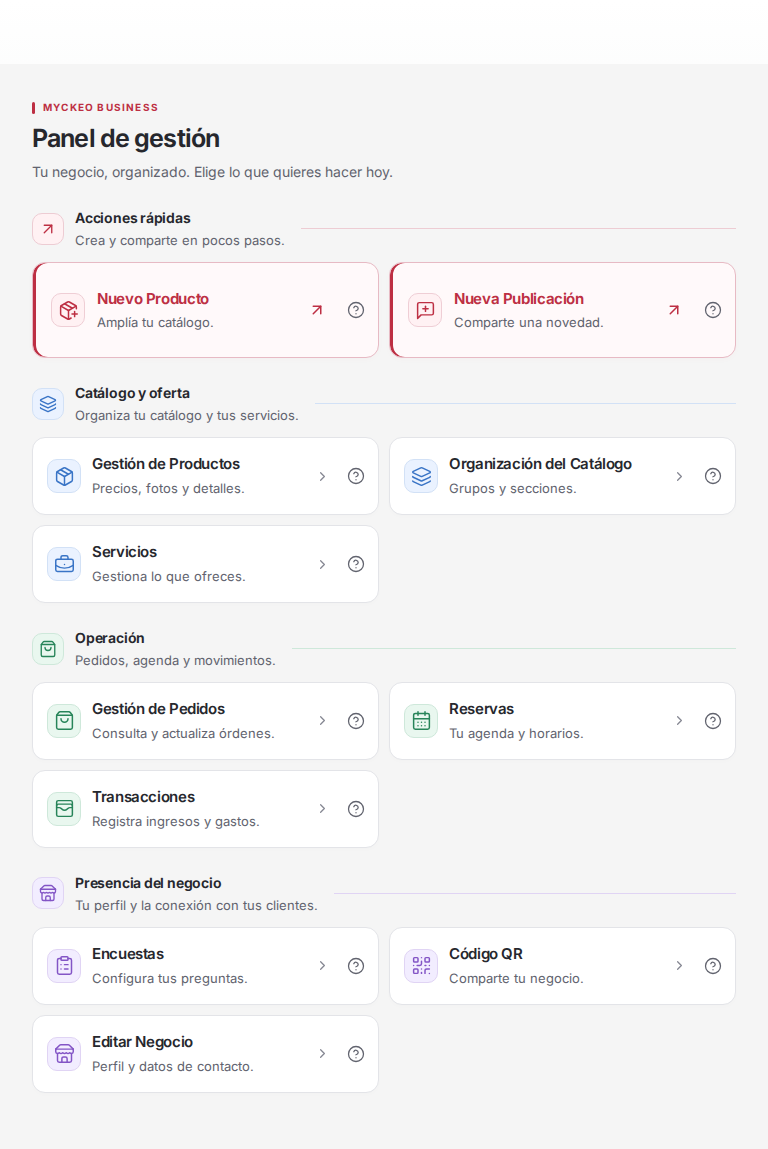 MYCKEO BUSINESS
Panel de gestión
Tu negocio, organizado. Elige lo que quieres hacer hoy.
Acciones rápidas
Crea y comparte en pocos pasos.
Nuevo Producto
Amplía tu catálogo.
Nueva Publicación
Comparte una novedad.
Catálogo y oferta
Organiza tu catálogo y tus servicios.
Gestión de Productos
Precios, fotos y detalles.
Organización del Catálogo
Grupos y secciones.
Servicios
Gestiona lo que ofreces.
Operación
Pedidos, agenda y movimientos.
Gestión de Pedidos
Consulta y actualiza órdenes.
Reservas
Tu agenda y horarios.
Transacciones
Registra ingresos y gastos.
Presencia del negocio
Tu perfil y la conexión con tus clientes.
Encuestas
Configura tus preguntas.
Código QR
Comparte tu negocio.
Editar Negocio
Perfil y datos de contacto.